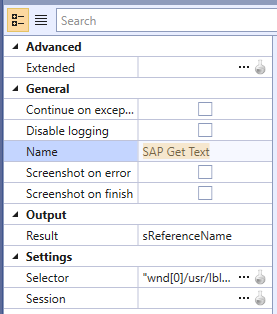 Search
Advanced
Extended ...
General
Continue on excep...
Disable logging
Name SAP Get Text
Screenshot on error
Screenshot on finish
Output
Result sReferenceName
Settings
Selector "wnd[0]/usr/lbl... ...
Session ...